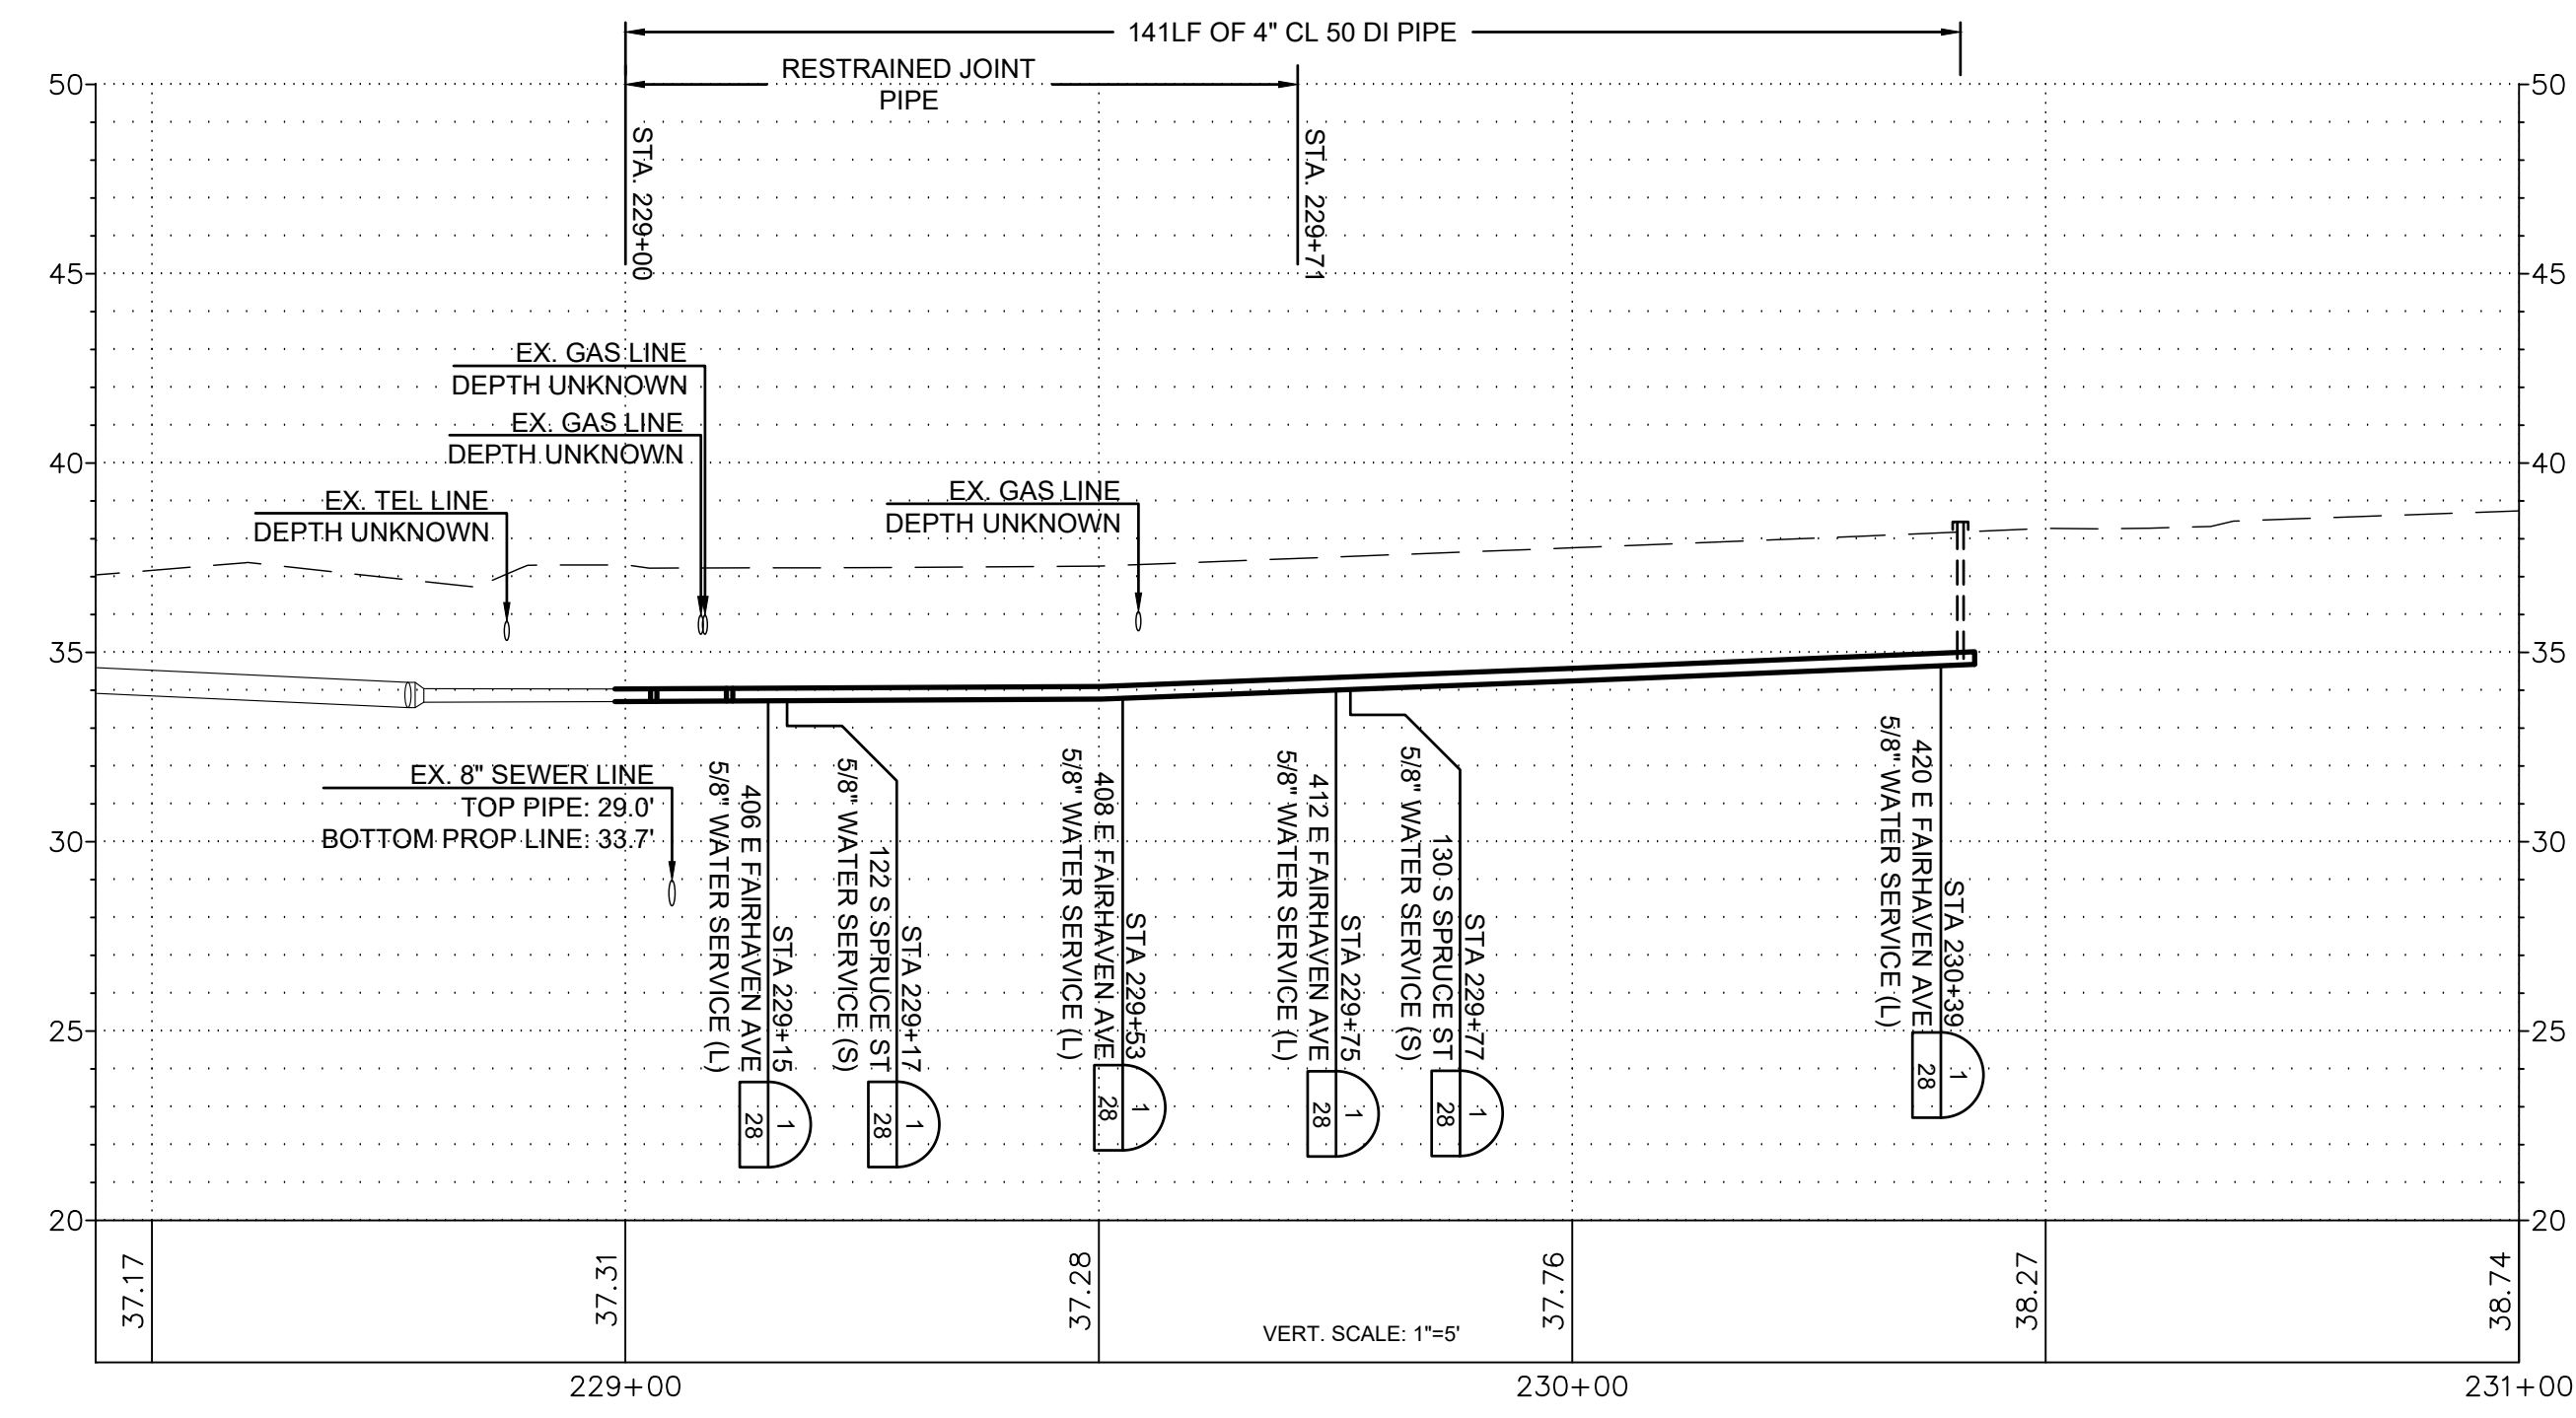 141LF OF 4" CL 50 DI PIPE
RESTRAINED JOINT
PIPE
STA. 229+00
STA. 229+71
50
45
40
35
30
25
20
50
45
40
35
30
25
20
EX. GAS LINE
DEPTH UNKNOWN
EX. GAS LINE
DEPTH UNKNOWN
EX. TEL LINE
DEPTH UNKNOWN
EX. GAS LINE
DEPTH UNKNOWN
EX. 8" SEWER LINE
TOP PIPE: 29.0'
BOTTOM PROP LINE: 33.7'
STA 229+15
406 E FAIRHAVEN AVE
5/8" WATER SERVICE (L)
1
28
STA 229+17
122 S SPRUCE ST
5/8" WATER SERVICE (S)
1
28
STA 229+53
408 E FAIRHAVEN AVE
5/8" WATER SERVICE (L)
1
28
STA 229+75
412 E FAIRHAVEN AVE
5/8" WATER SERVICE (L)
1
28
STA 229+77
130 S SPRUCE ST
5/8" WATER SERVICE (S)
1
28
STA 230+39
420 E FAIRHAVEN AVE
5/8" WATER SERVICE (L)
1
28
37.17
37.31
37.28
37.76
38.27
38.74
VERT. SCALE: 1"=5'
229+00
230+00
231+00